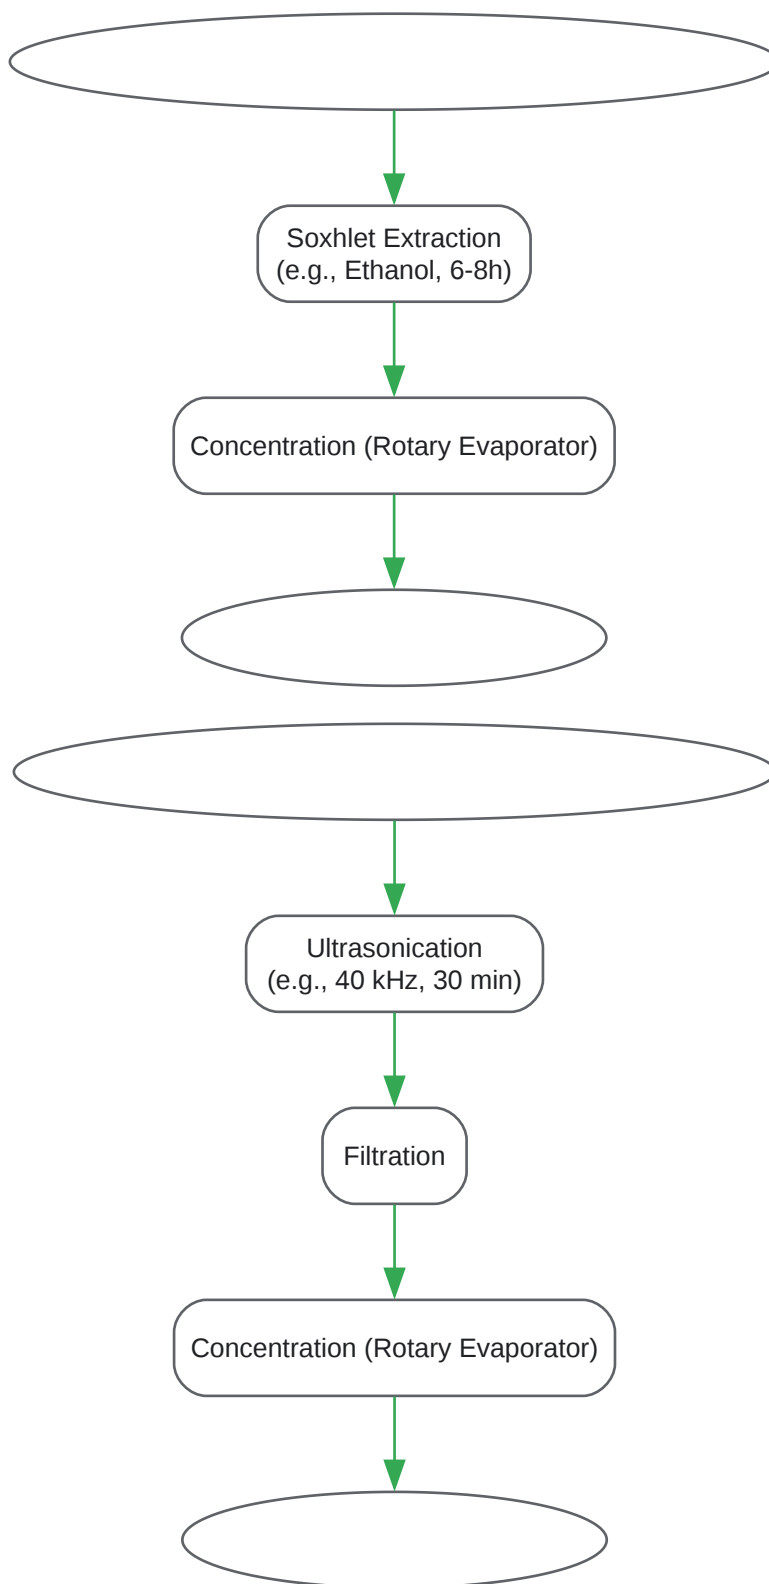 Soxhlet Extraction
(e.g., Ethanol, 6-8h)
Concentration (Rotary Evaporator)
Ultrasonication
(e.g., 40 kHz, 30 min)
Filtration
Concentration (Rotary Evaporator)